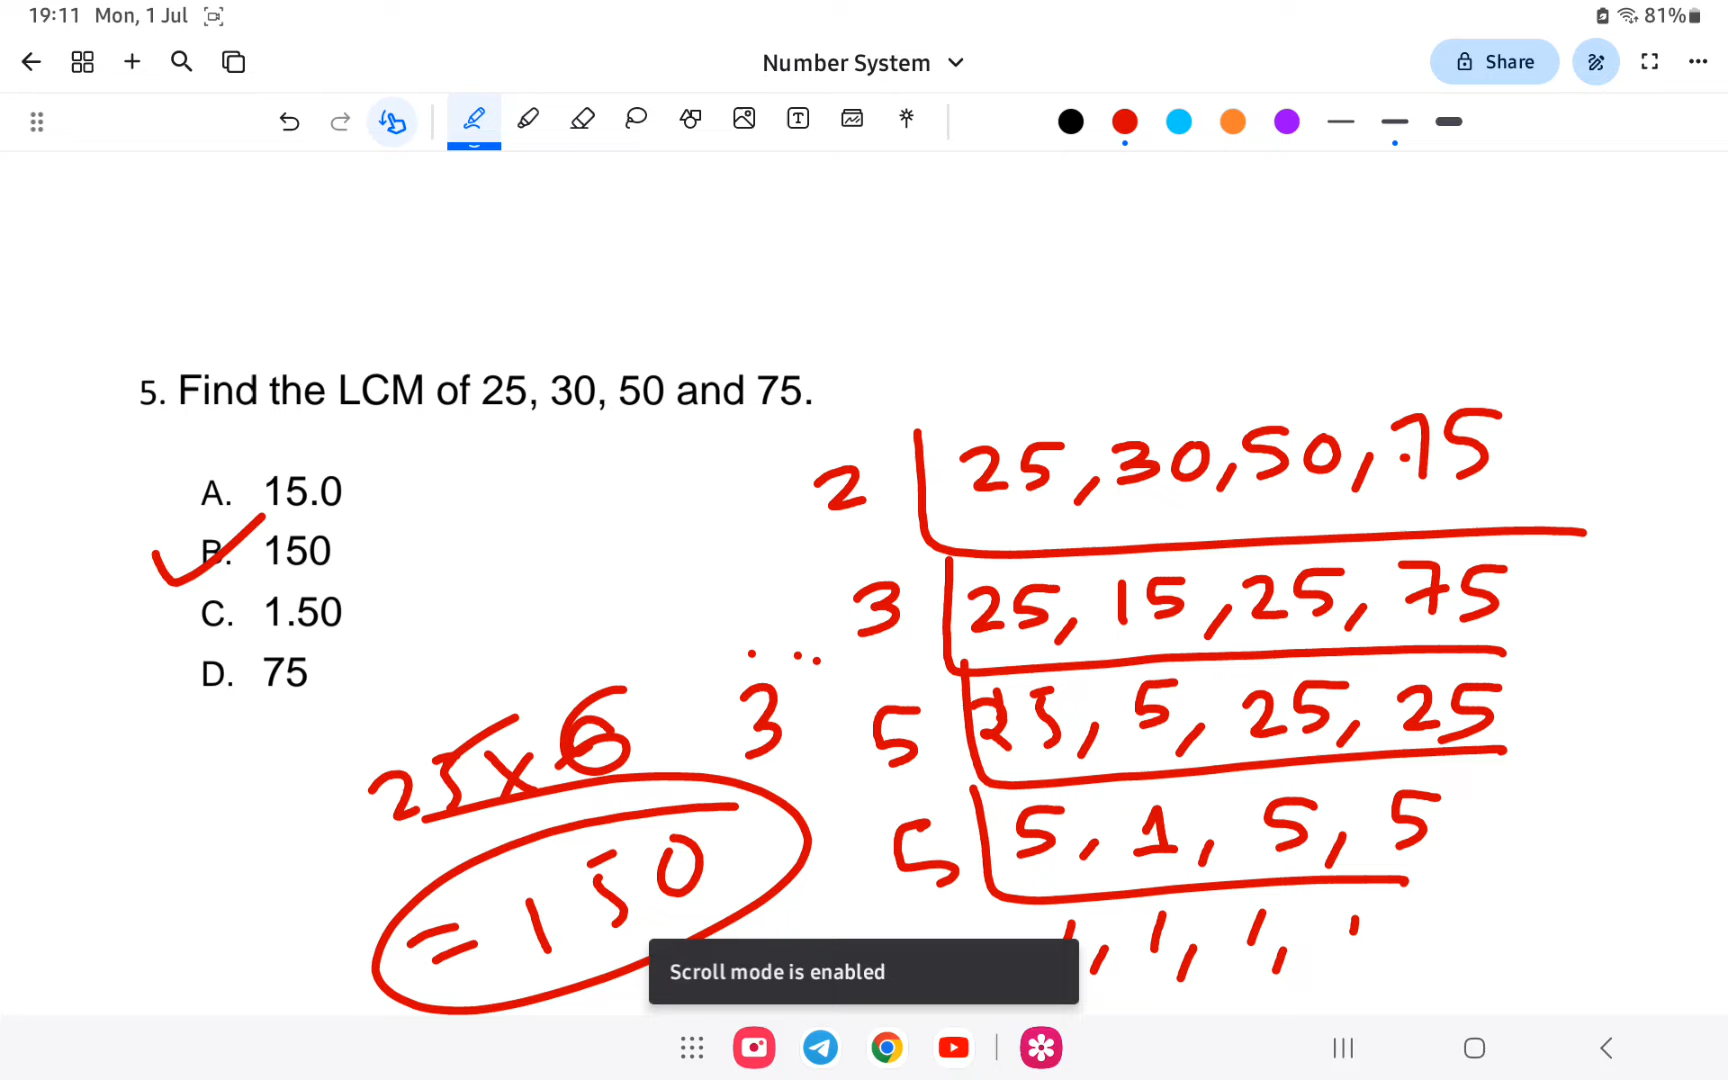 19:11 Mon, 1 Jul
81%
Number System
Share
5. Find the LCM of 25, 30, 50 and 75.
A. 15.0
B. 150
C. 1.50
D. 75
2 25, 30, 50, 75
3 25, 15, 25, 75
3
5 25, 5, 25, 25
5 5, 1, 5, 5
1, 1, 1, 1
25 x 6
= 150
Scroll mode is enabled